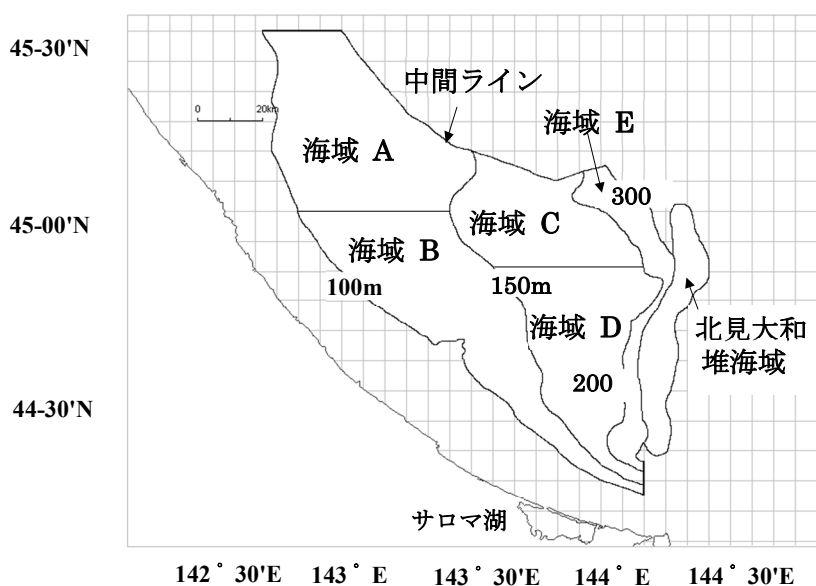 45-30'N
中間ライン
0
20km
海域 E
海域 A
300
45-00'N
海域 C
海域 B
100m
150m
海域 D
北見大和
堆海域
200
44-30'N
サロマ湖
142°30'E
143°E
143°30'E
144°E
144°30'E